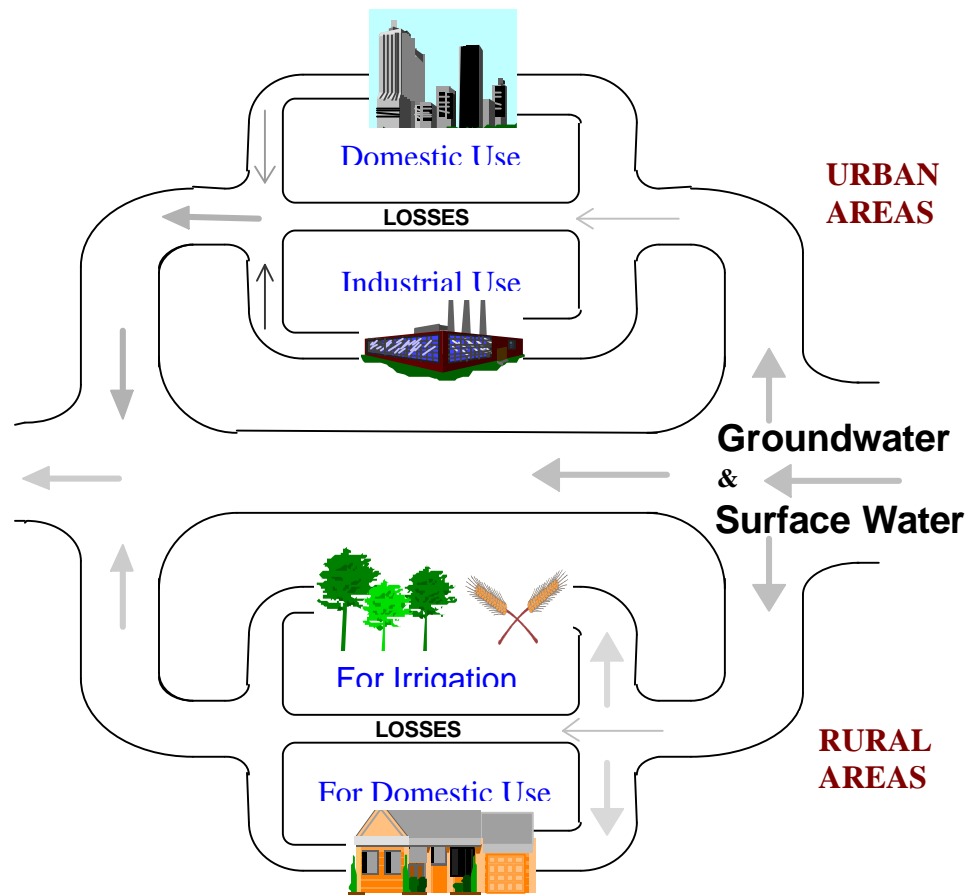 Domestic Use
URBAN
AREAS
LOSSES
Industrial Use
Groundwater
&
Surface Water
For Irrigation
LOSSES
RURAL
AREAS
For Domestic Use